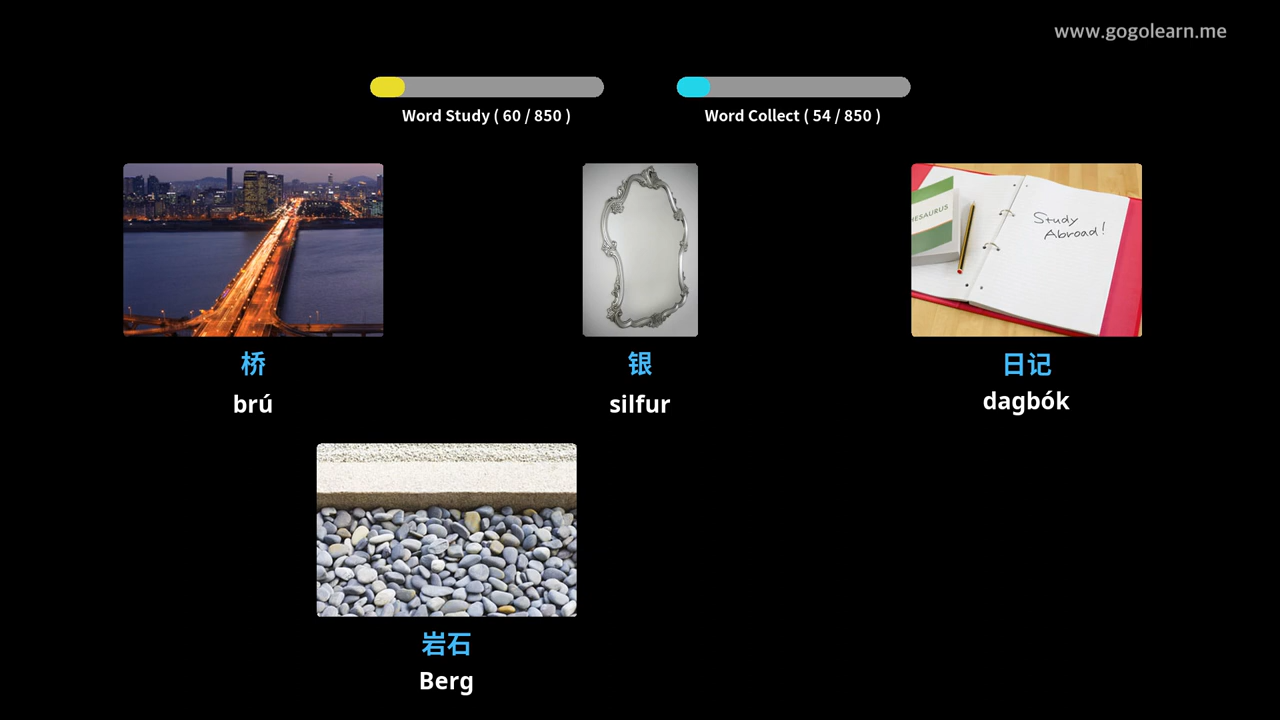 www.gogolearn.me
Word Study ( 60 / 850 )
Word Collect ( 54 / 850 )
HESAURUS
Study
Abroad!
桥
银
日记
brú
silfur
dagbók
岩石
Berg